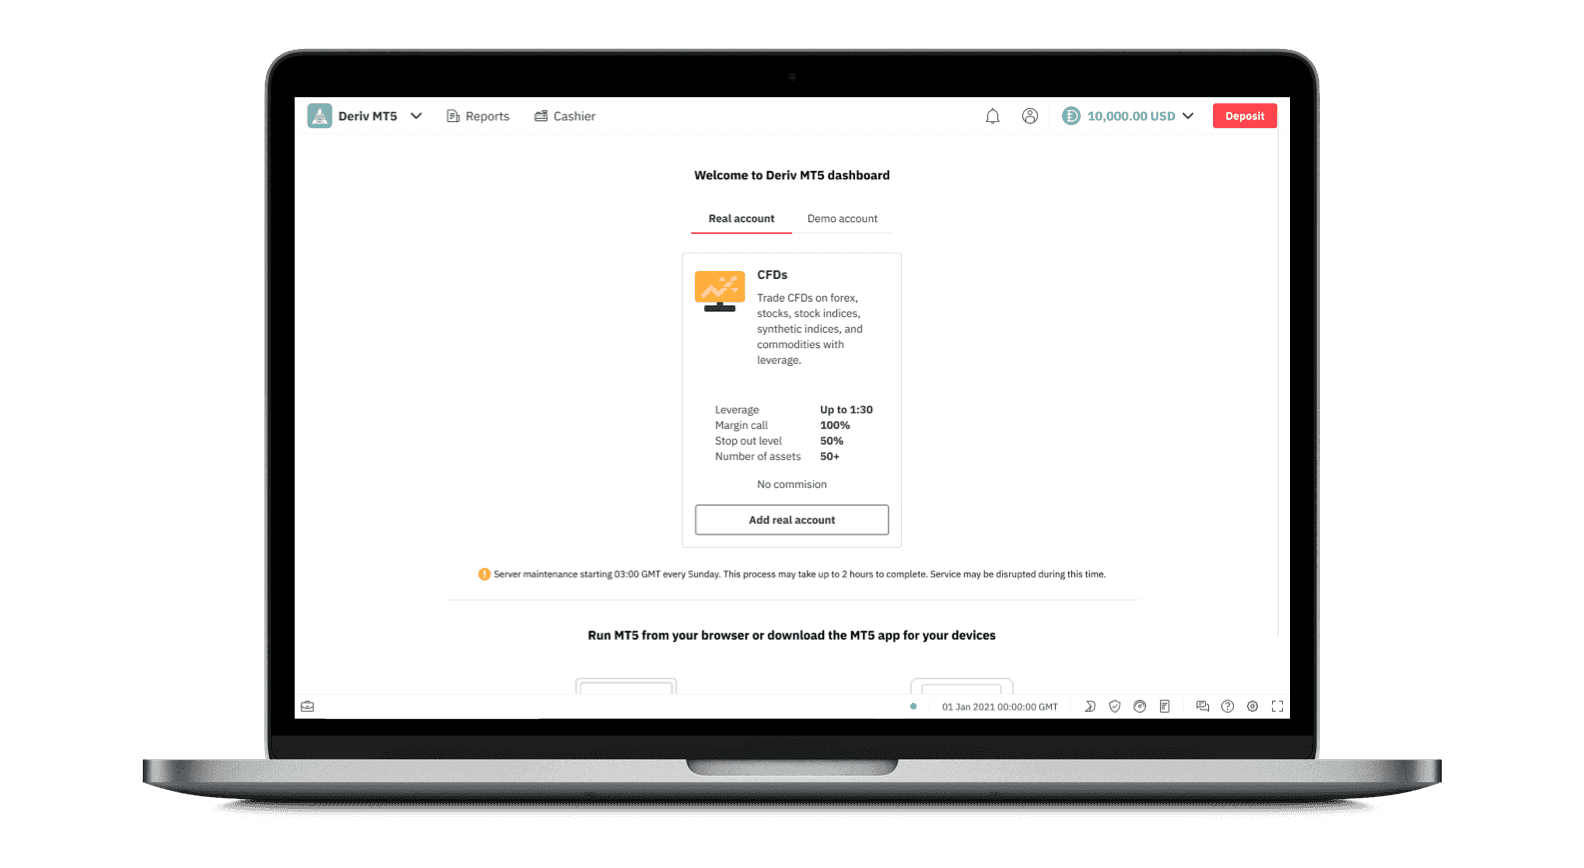 Deriv MT5
Reports
Cashier
10,000.00 USD
Deposit
Welcome to Deriv MT5 dashboard
Real account
Demo account
CFDs
Trade CFDs on forex,
stocks, stock indices,
synthetic indices, and
commodities with
leverage.
Leverage Up to 1:30
Margin call 100%
Stop out level 50%
Number of assets 50+
No commision
Add real account
Server maintenance starting 03:00 GMT every Sunday. This process may take up to 2 hours to complete. Service may be disrupted during this time.
Run MT5 from your browser or download the MT5 app for your devices
01 Jan 2021 00:00:00 GMT